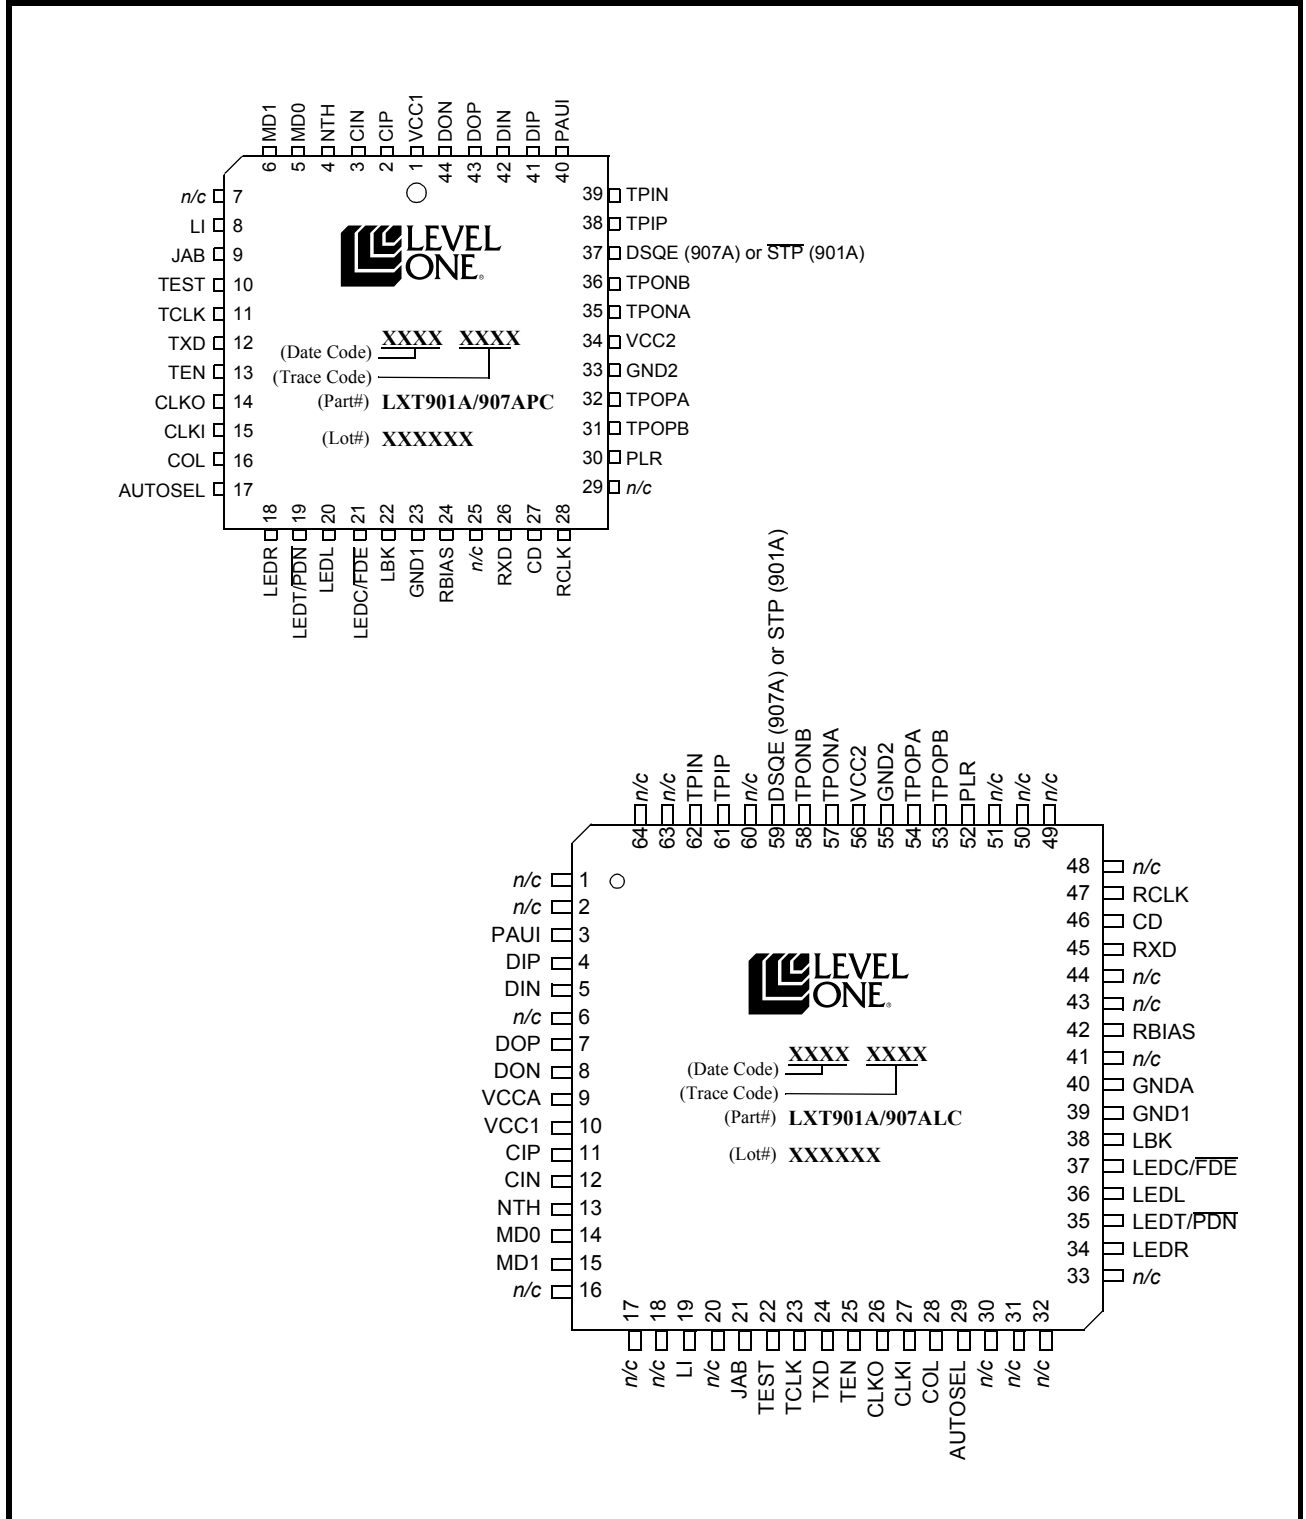 MD1
MD0
NTH
CIN
CIP
VCC1
DON
DOP
DIN
DIP
PAUI
6
5
4
3
2
1
44
43
42
41
40
n/c 7
LI 8
JAB 9
TEST 10
TCLK 11
TXD 12
TEN 13
CLKO 14
CLKI 15
COL 16
AUTOSEL 17
39 TPIN
38 TPIP
37 DSQE (907A) or STP (901A)
36 TPONB
35 TPONA
34 VCC2
33 GND2
32 TPOPA
31 TPOPB
30 PLR
29 n/c
LEVEL
ONE®
(Date Code) XXXX XXXX
(Trace Code)
(Part#) LXT901A/907APC
(Lot#) XXXXXX
18
19
20
21
22
23
24
25
26
27
28
LEDR
LEDT/PDN
LEDL
LEDC/FDE
LBK
GND1
RBIAS
n/c
RXD
CD
RCLK
n/c
n/c
TPIN
TPIP
n/c
DSQE (907A) or STP (901A)
TPONB
TPONA
VCC2
GND2
TPOPA
TPOPB
PLR
n/c
n/c
n/c
64
63
62
61
60
59
58
57
56
55
54
53
52
51
50
49
n/c 1
n/c 2
PAUI 3
DIP 4
DIN 5
n/c 6
DOP 7
DON 8
VCCA 9
VCC1 10
CIP 11
CIN 12
NTH 13
MD0 14
MD1 15
n/c 16
48 n/c
47 RCLK
46 CD
45 RXD
44 n/c
43 n/c
42 RBIAS
41 n/c
40 GNDA
39 GND1
38 LBK
37 LEDC/FDE
36 LEDL
35 LEDT/PDN
34 LEDR
33 n/c
LEVEL
ONE®
(Date Code) XXXX XXXX
(Trace Code)
(Part#) LXT901A/907ALC
(Lot#) XXXXXX
17
18
19
20
21
22
23
24
25
26
27
28
29
30
31
32
n/c
n/c
LI
n/c
JAB
TEST
TCLK
TXD
TEN
CLKO
CLKI
COL
AUTOSEL
n/c
n/c
n/c